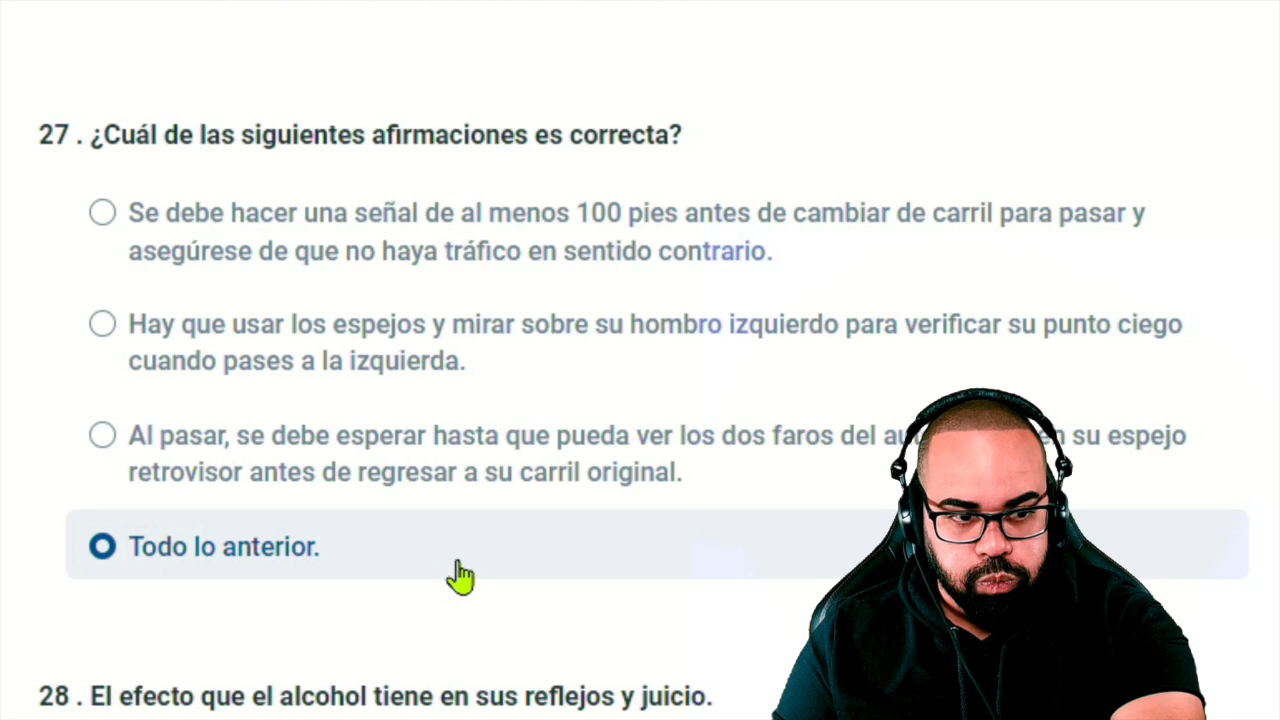 27 . ¿Cuál de las siguientes afirmaciones es correcta?
Se debe hacer una señal de al menos 100 pies antes de cambiar de carril para pasar y
asegúrese de que no haya tráfico en sentido contrario.
Hay que usar los espejos y mirar sobre su hombro izquierdo para verificar su punto ciego
cuando pases a la izquierda.
Al pasar, se debe esperar hasta que pueda ver los dos faros del su espejo
retrovisor antes de regresar a su carril original.
Todo lo anterior.
28 . El efecto que el alcohol tiene en sus reflejos y juicio.